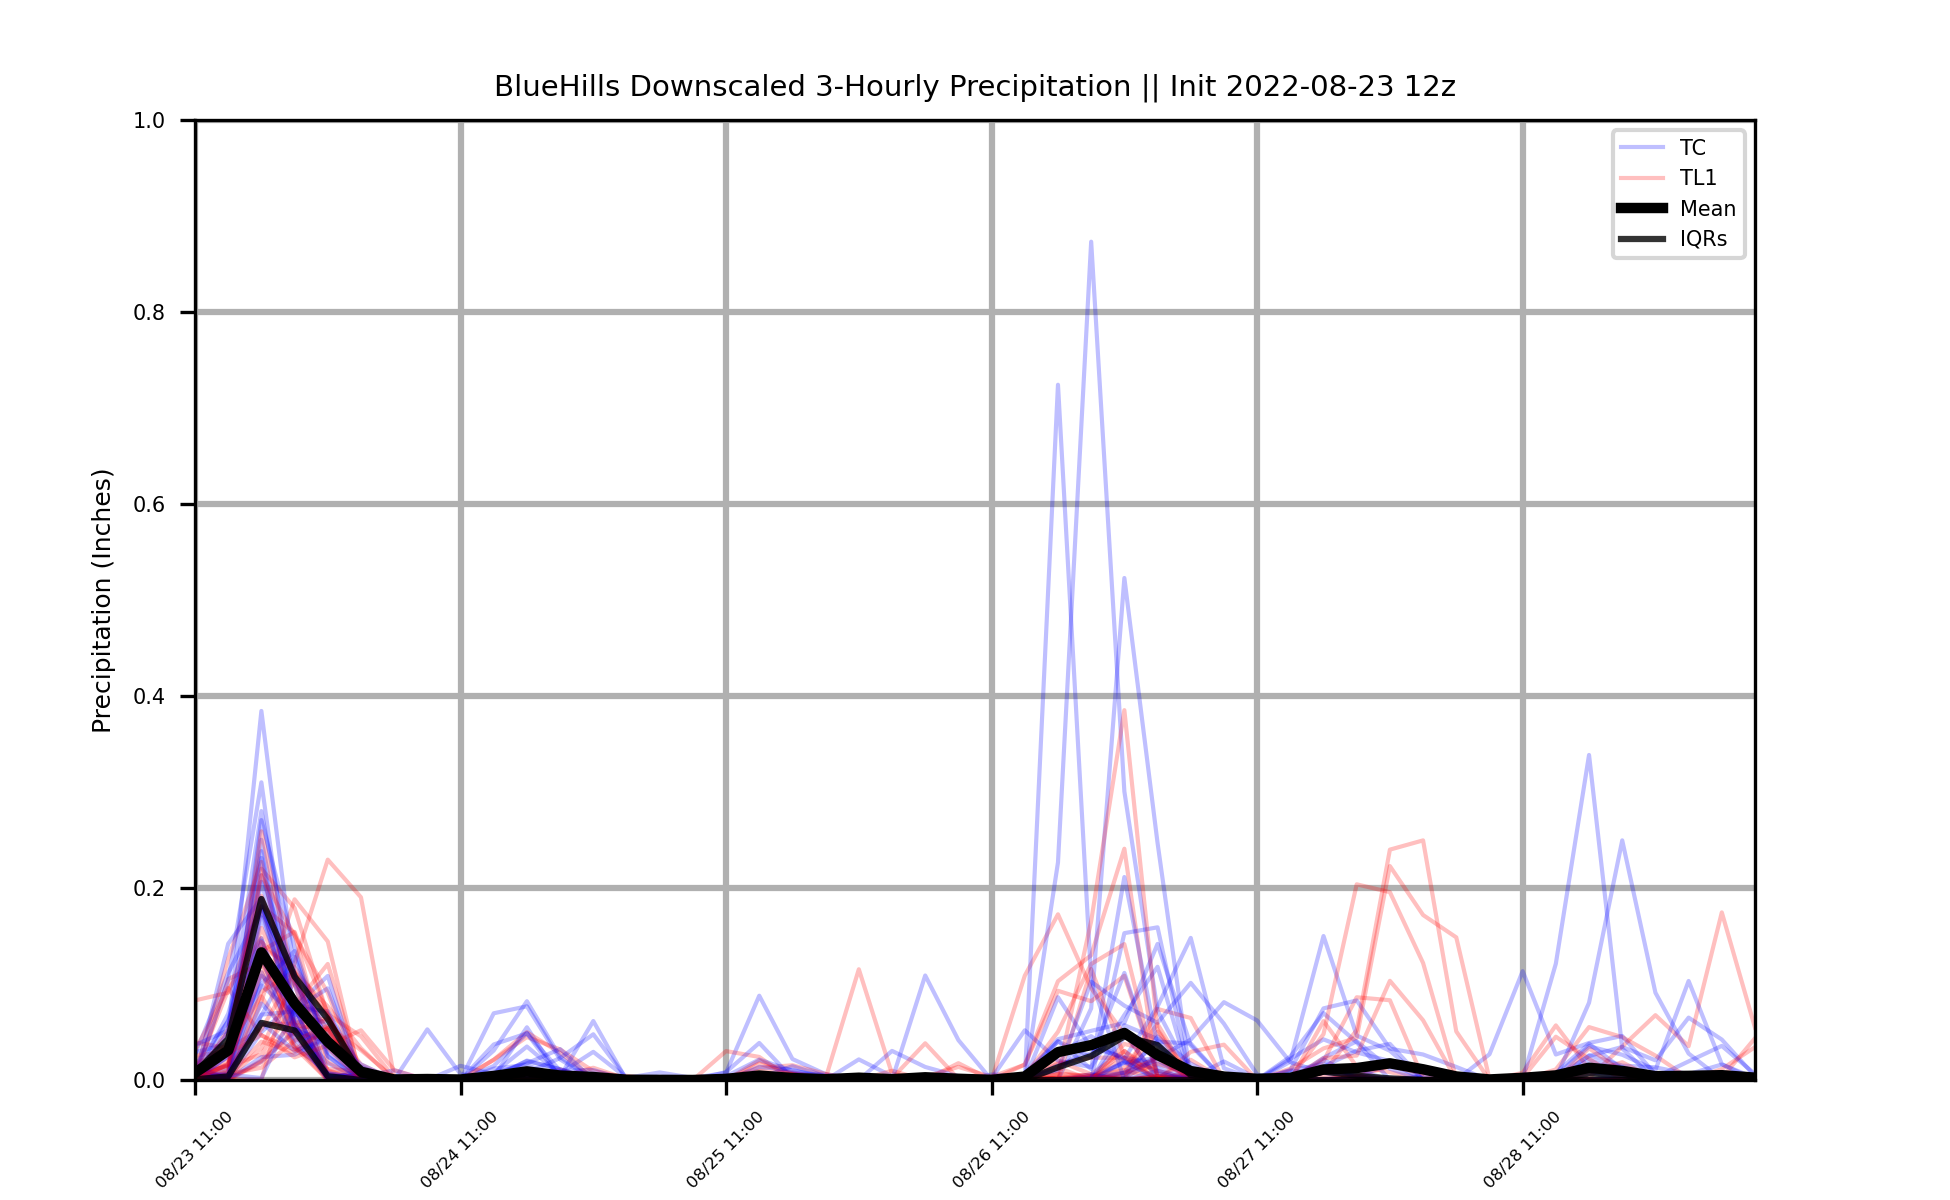 BlueHills Downscaled 3-Hourly Precipitation || Init 2022-08-23 12z
1.0
0.8
0.6
0.4
0.2
0.0
Precipitation (Inches)
TC
TL1
Mean
IQRs
08/23 11:00
08/24 11:00
08/25 11:00
08/26 11:00
08/27 11:00
08/28 11:00